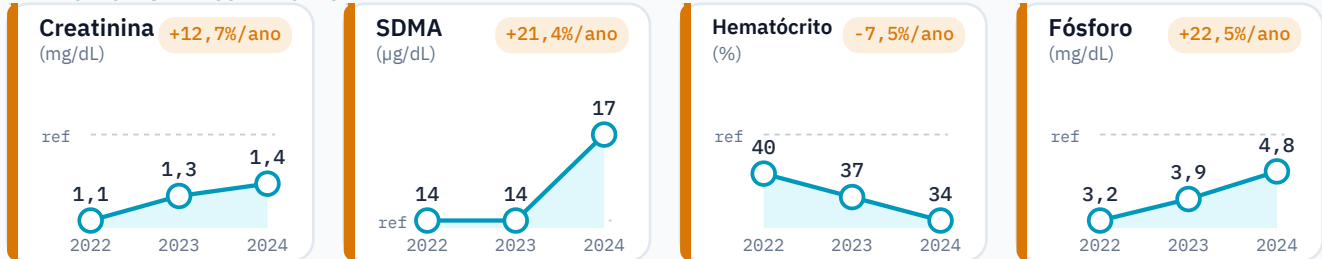 Creatinina +12,7%/ano
(mg/dL)
ref
1,1 1,3 1,4
2022 2023 2024
SDMA +21,4%/ano
(µg/dL)
17
14 14
ref
2022 2023 2024
Hematócrito -7,5%/ano
(%)
ref
40 37 34
2022 2023 2024
Fósforo +22,5%/ano
(mg/dL)
ref
3,2 3,9 4,8
2022 2023 2024